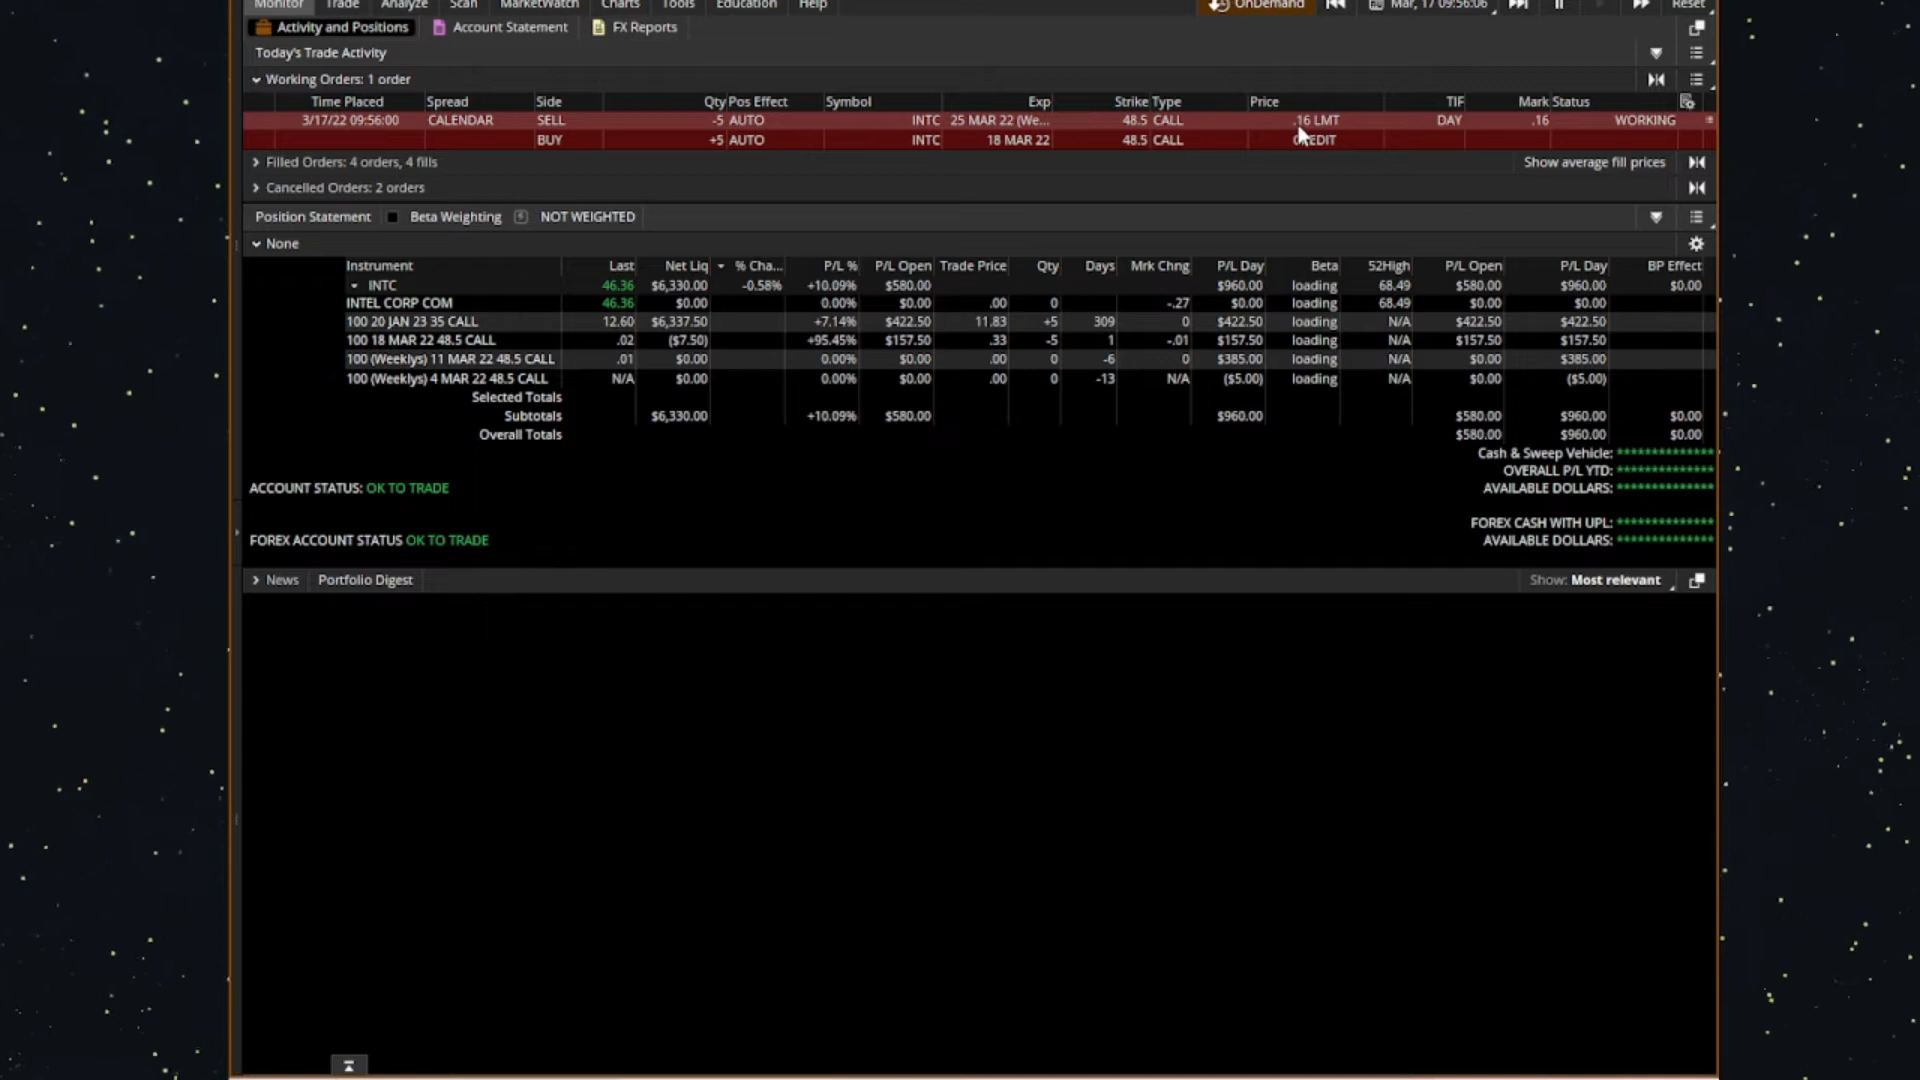 Monitor Trade Analyze Scan MarketWatch Charts Tools Education Help OnDemand Mar, 17 09:56:06 Reset
Activity and Positions Account Statement FX Reports
Today's Trade Activity
Working Orders: 1 order
Time Placed Spread Side Qty Pos Effect Symbol Exp Strike Type Price TIF Mark Status
3/17/22 09:56:00 CALENDAR SELL -5 AUTO INTC 25 MAR 22 (We... 48.5 CALL .16 LMT DAY .16 WORKING
BUY +5 AUTO INTC 18 MAR 22 48.5 CALL CREDIT
Filled Orders: 4 orders, 4 fills Show average fill prices
Cancelled Orders: 2 orders
Position Statement Beta Weighting NOT WEIGHTED
None
Instrument Last Net Liq % Cha... P/L % P/L Open Trade Price Qty Days Mrk Chng P/L Day Beta 52High P/L Open P/L Day BP Effect
INTC 46.36 $6,330.00 -0.58% +10.09% $580.00 $960.00 loading 68.49 $580.00 $960.00 $0.00
INTEL CORP COM 46.36 $0.00 0.00% $0.00 .00 0 -.27 $0.00 loading 68.49 $0.00 $0.00
100 20 JAN 23 35 CALL 12.60 $6,337.50 +7.14% $422.50 11.83 +5 309 0 $422.50 loading N/A $422.50 $422.50
100 18 MAR 22 48.5 CALL .02 ($7.50) +95.45% $157.50 .33 -5 1 -.01 $157.50 loading N/A $157.50 $157.50
100 (Weeklys) 11 MAR 22 48.5 CALL .01 $0.00 0.00% $0.00 .00 0 -6 0 $385.00 loading N/A $0.00 $385.00
100 (Weeklys) 4 MAR 22 48.5 CALL N/A $0.00 0.00% $0.00 .00 0 -13 N/A ($5.00) loading N/A $0.00 ($5.00)
Selected Totals
Subtotals $6,330.00 +10.09% $580.00 $960.00 $580.00 $960.00 $0.00
Overall Totals $580.00 $960.00 $0.00
Cash & Sweep Vehicle: **************
OVERALL P/L YTD: **************
ACCOUNT STATUS: OK TO TRADE AVAILABLE DOLLARS: **************
FOREX CASH WITH UPL: **************
FOREX ACCOUNT STATUS OK TO TRADE AVAILABLE DOLLARS: **************
News Portfolio Digest Show: Most relevant